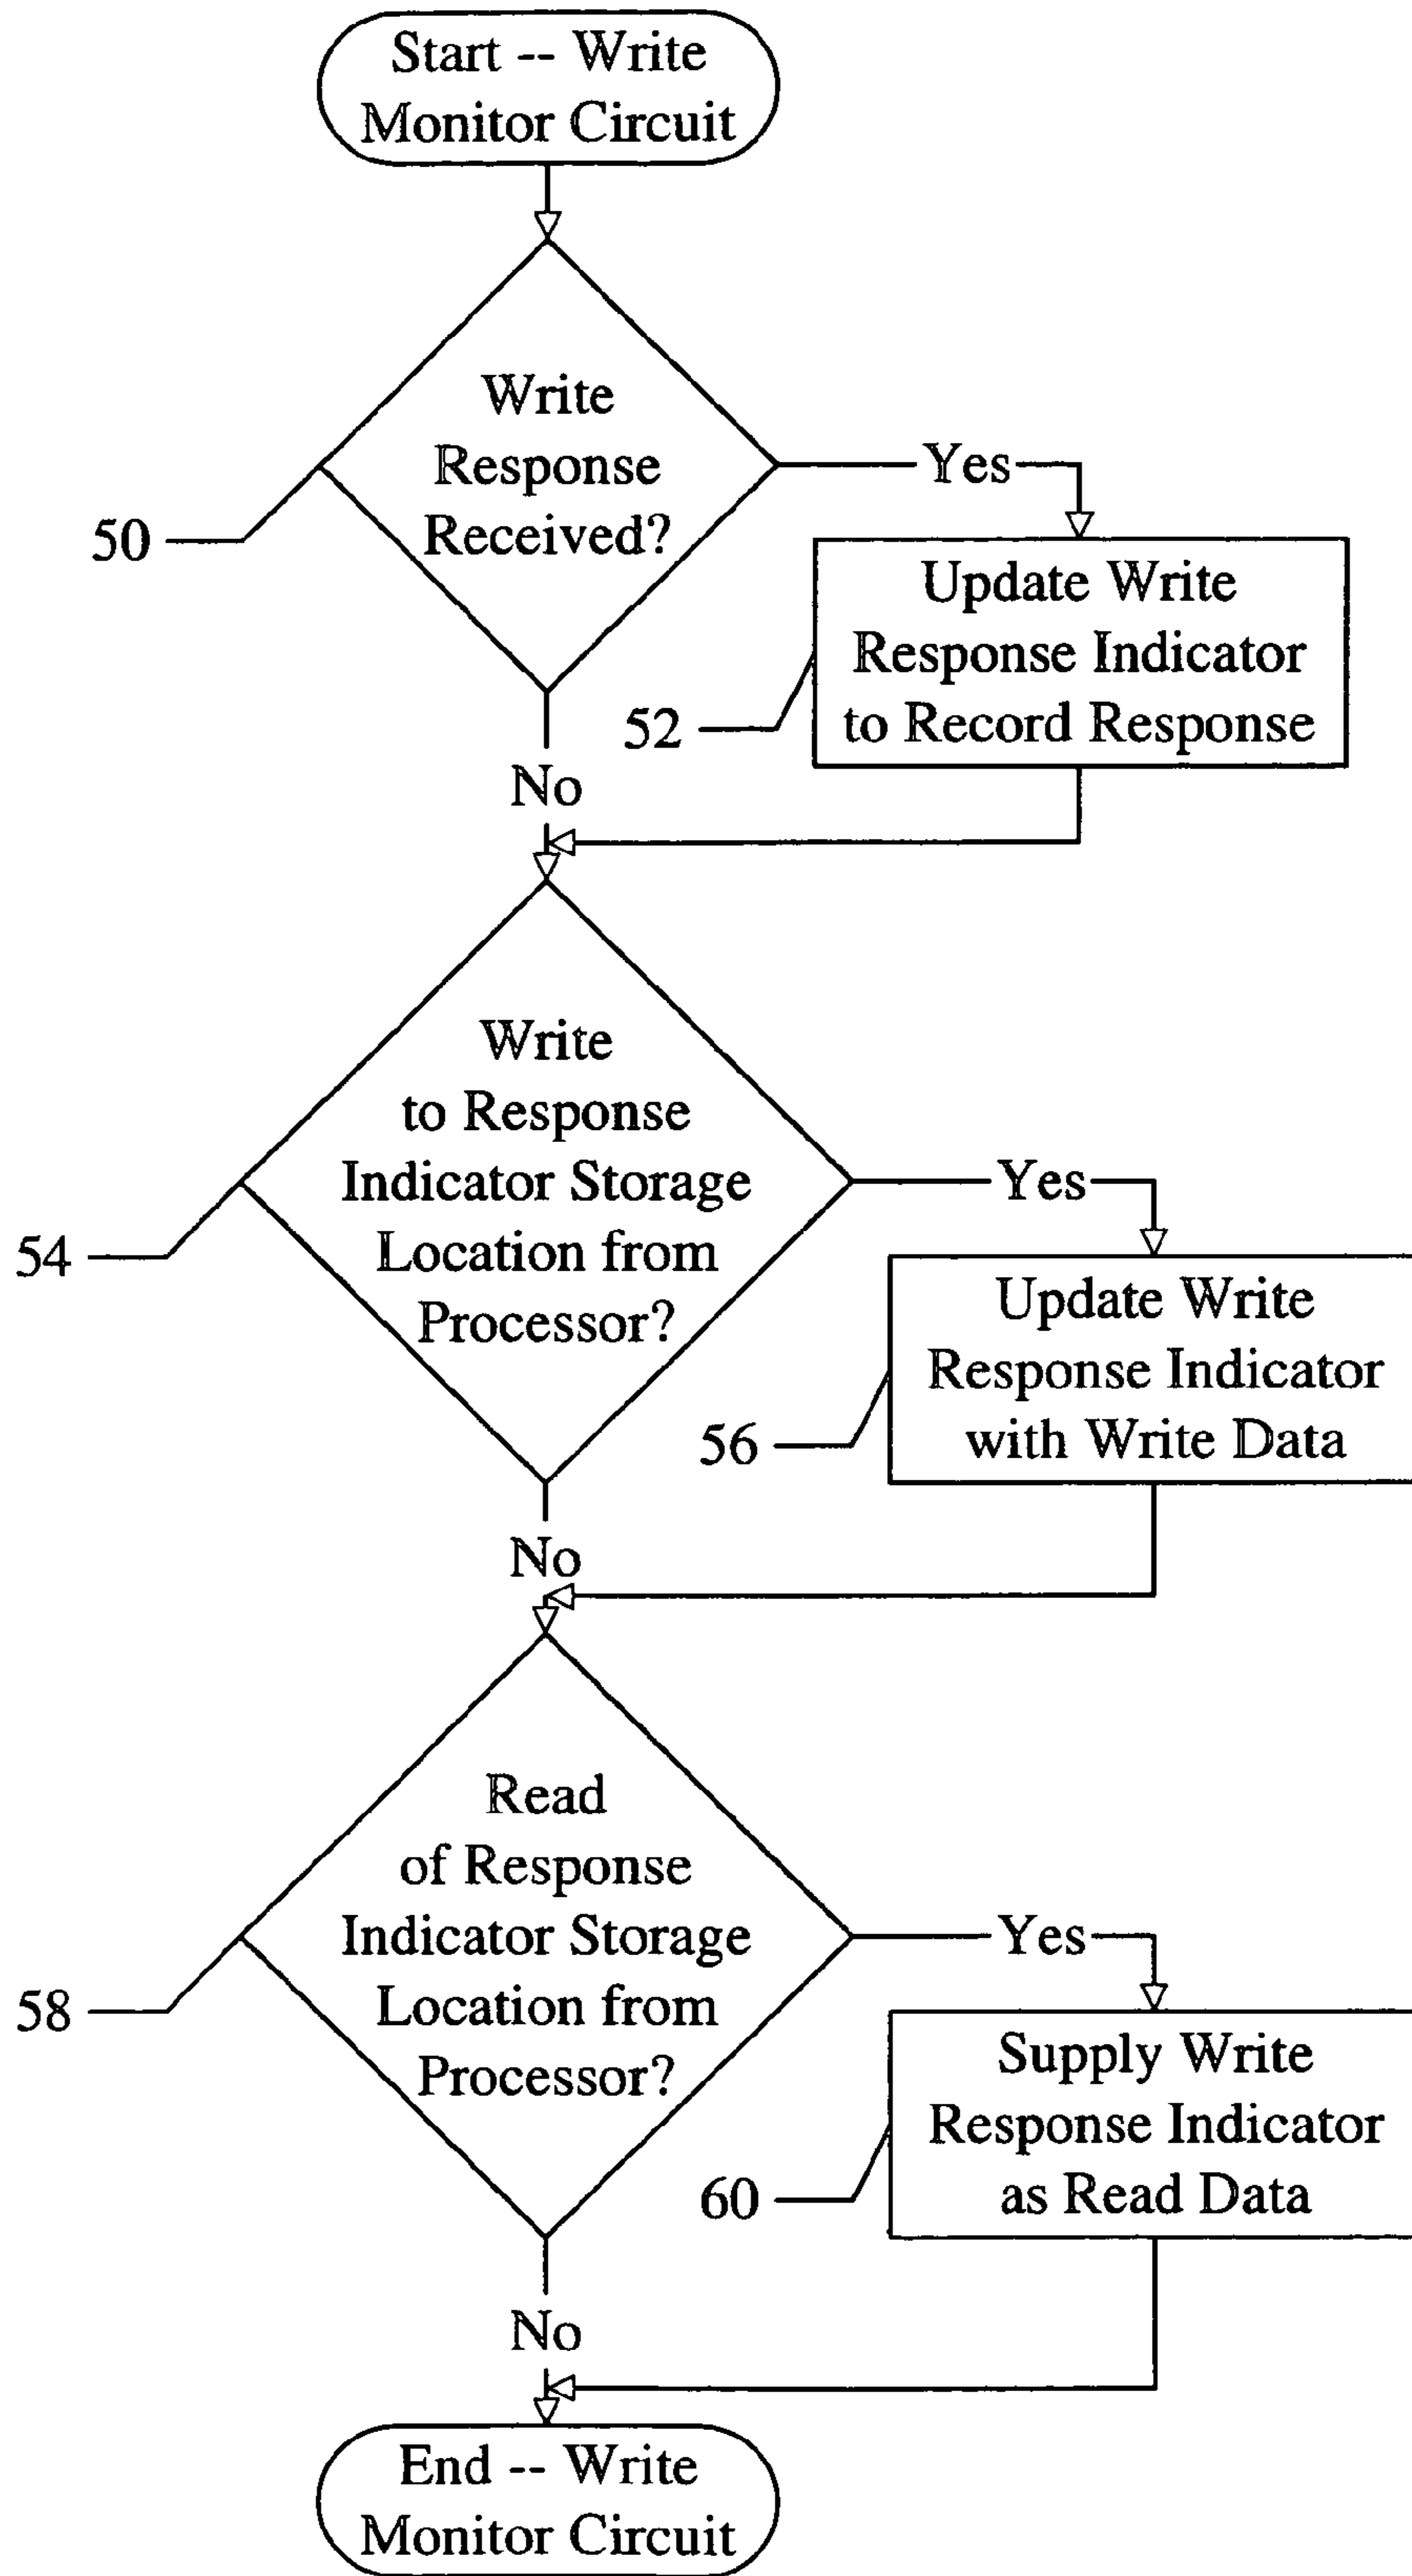 Start -- Write
Monitor Circuit
Write
Response
Received?
50
Yes
Update Write
Response Indicator
to Record Response
52
No
Write
to Response
Indicator Storage
Location from
Processor?
54
Yes
Update Write
Response Indicator
with Write Data
56
No
Read
of Response
Indicator Storage
Location from
Processor?
58
Yes
Supply Write
Response Indicator
as Read Data
60
No
End -- Write
Monitor Circuit